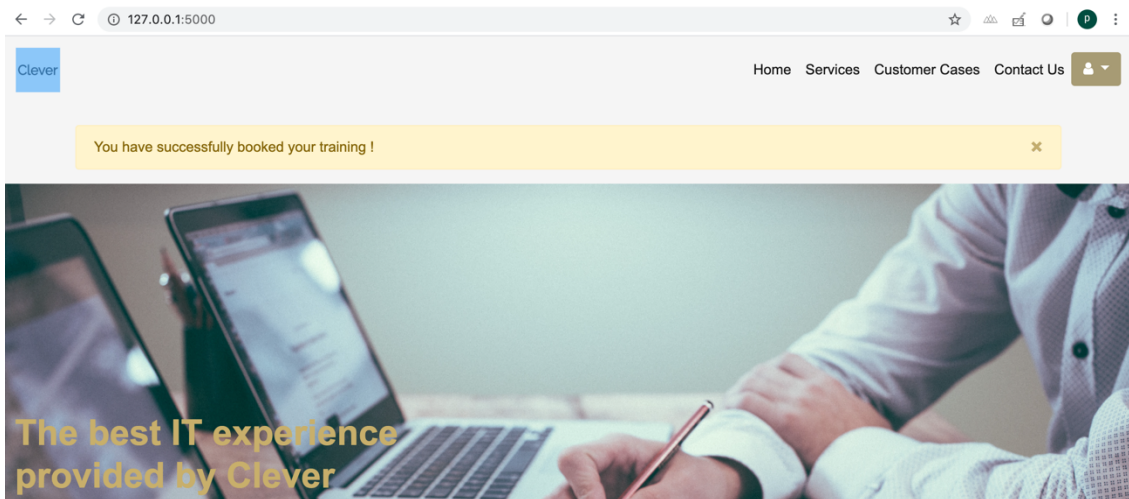 127.0.0.1:5000
P
Clever
Home Services Customer Cases Contact Us
You have successfully booked your training !
The best IT experience
provided by Clever